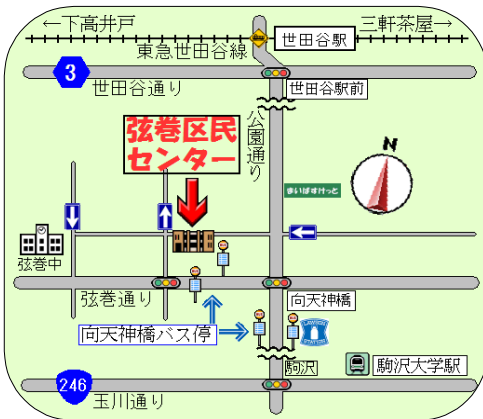 ←下高井戸
三軒茶屋→
東急世田谷線
世田谷駅
3
世田谷通り
世田谷駅前
公園通り
弦巻区民
センター
N
まいばすけっと
弦巻中
弦巻通り
向天神橋
向天神橋バス停
駒沢
駒沢大学駅
246
玉川通り